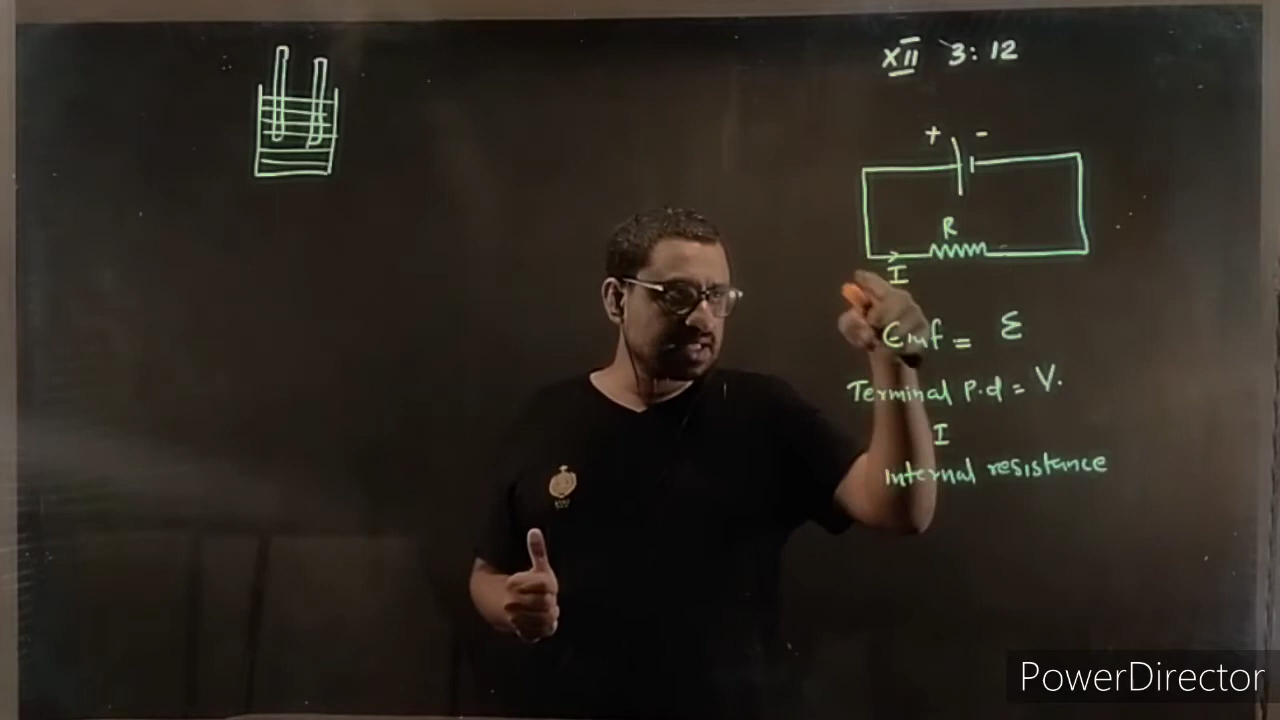 XII 3:12
+ -
R
I
Emf = ε
Terminal P.d = V.
I
Internal resistance
PowerDirector